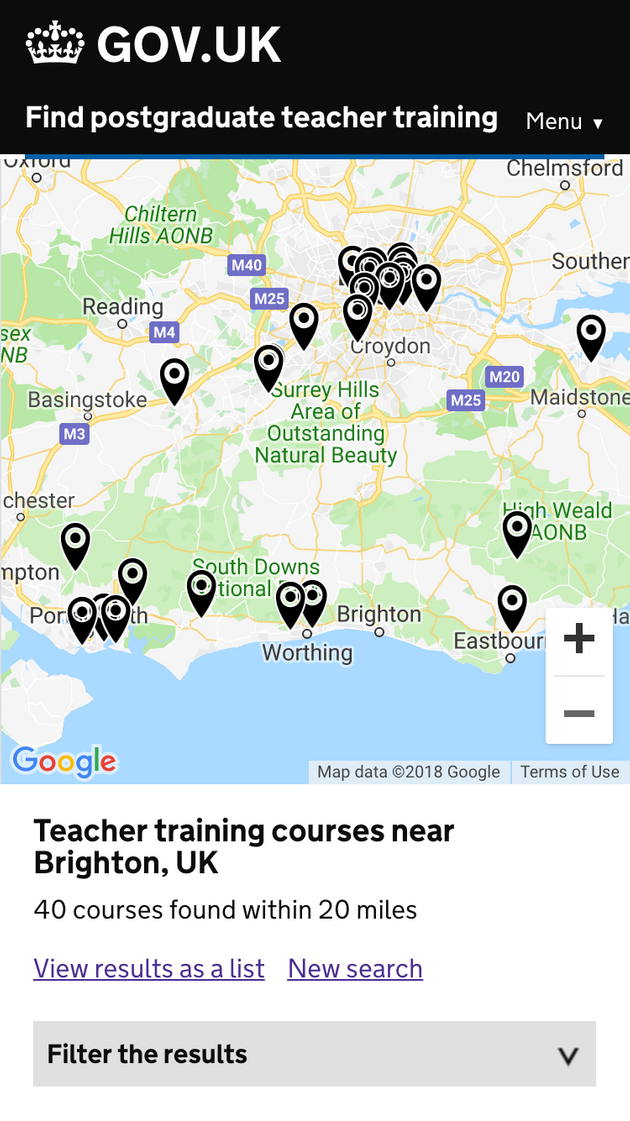 GOV.UK
Find postgraduate teacher training
Menu ▼
Oxford
Chelmsford
Chiltern
Hills AONB
M40
Souther
M25
Reading
M4
sex
NB
Croydon
M20
Basingstoke
Surrey Hills
Area of
Outstanding
Natural Beauty
M25
Maidstone
M3
chester
High Weald
AONB
mpton
South Downs
tional
Por
th
Brighton
Ha
Worthing
Eastbour
+
−
Google
Map data ©2018 Google
Terms of Use
Teacher training courses near
Brighton, UK
40 courses found within 20 miles
View results as a list
New search
Filter the results